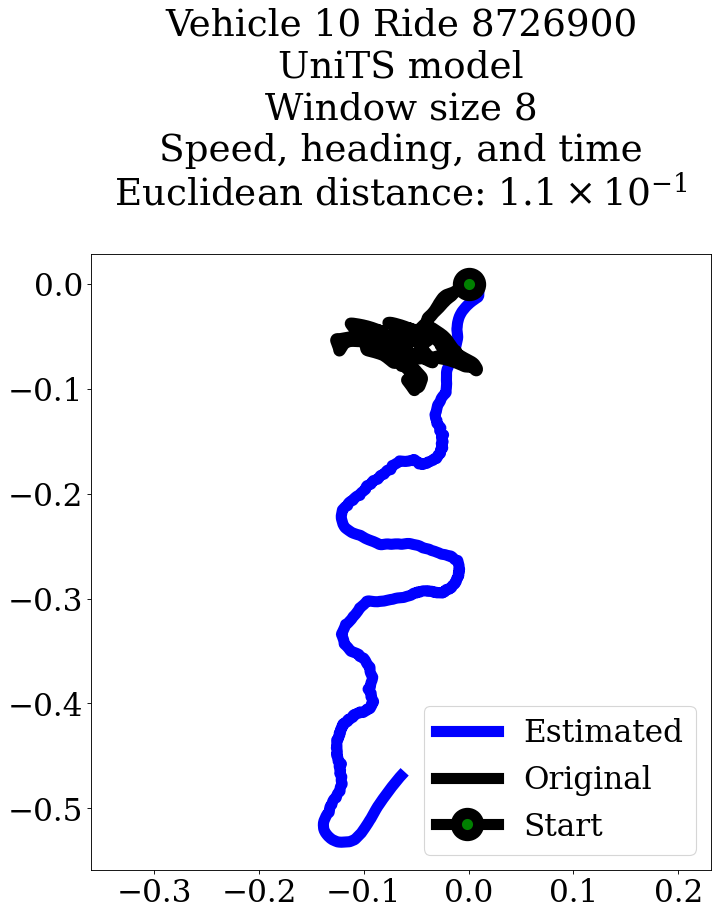 Vehicle 10 Ride 8726900
UniTS model
Window size 8
Speed, heading, and time
Euclidean distance: 1.1 × 10⁻¹
0.0
−0.1
−0.2
−0.3
−0.4
−0.5
Estimated
Original
Start
−0.3 −0.2 −0.1 0.0 0.1 0.2